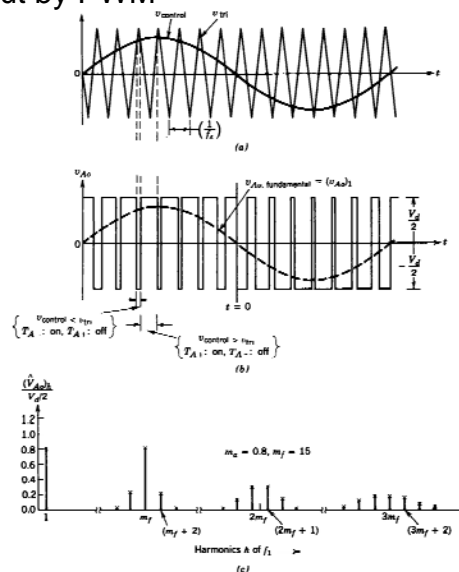 ut by PWM
v_control
v_tri
0
t
(1/f_s)
(a)
v_Ao
v_Ao, fundamental = (v_Ao)_1
0
t
V_d/2
-V_d/2
t = 0
{ v_control < v_tri
T_A-: on, T_A+: off }
{ v_control > v_tri
T_A+: on, T_A-: off }
(b)
(V̂_Ao)_h
V_d/2
1.2
1.0
0.8
0.6
0.4
0.2
0.0
m_a = 0.8, m_f = 15
1
m_f
(m_f + 2)
2m_f
(2m_f + 1)
3m_f
(3m_f + 2)
Harmonics h of f_1
(c)